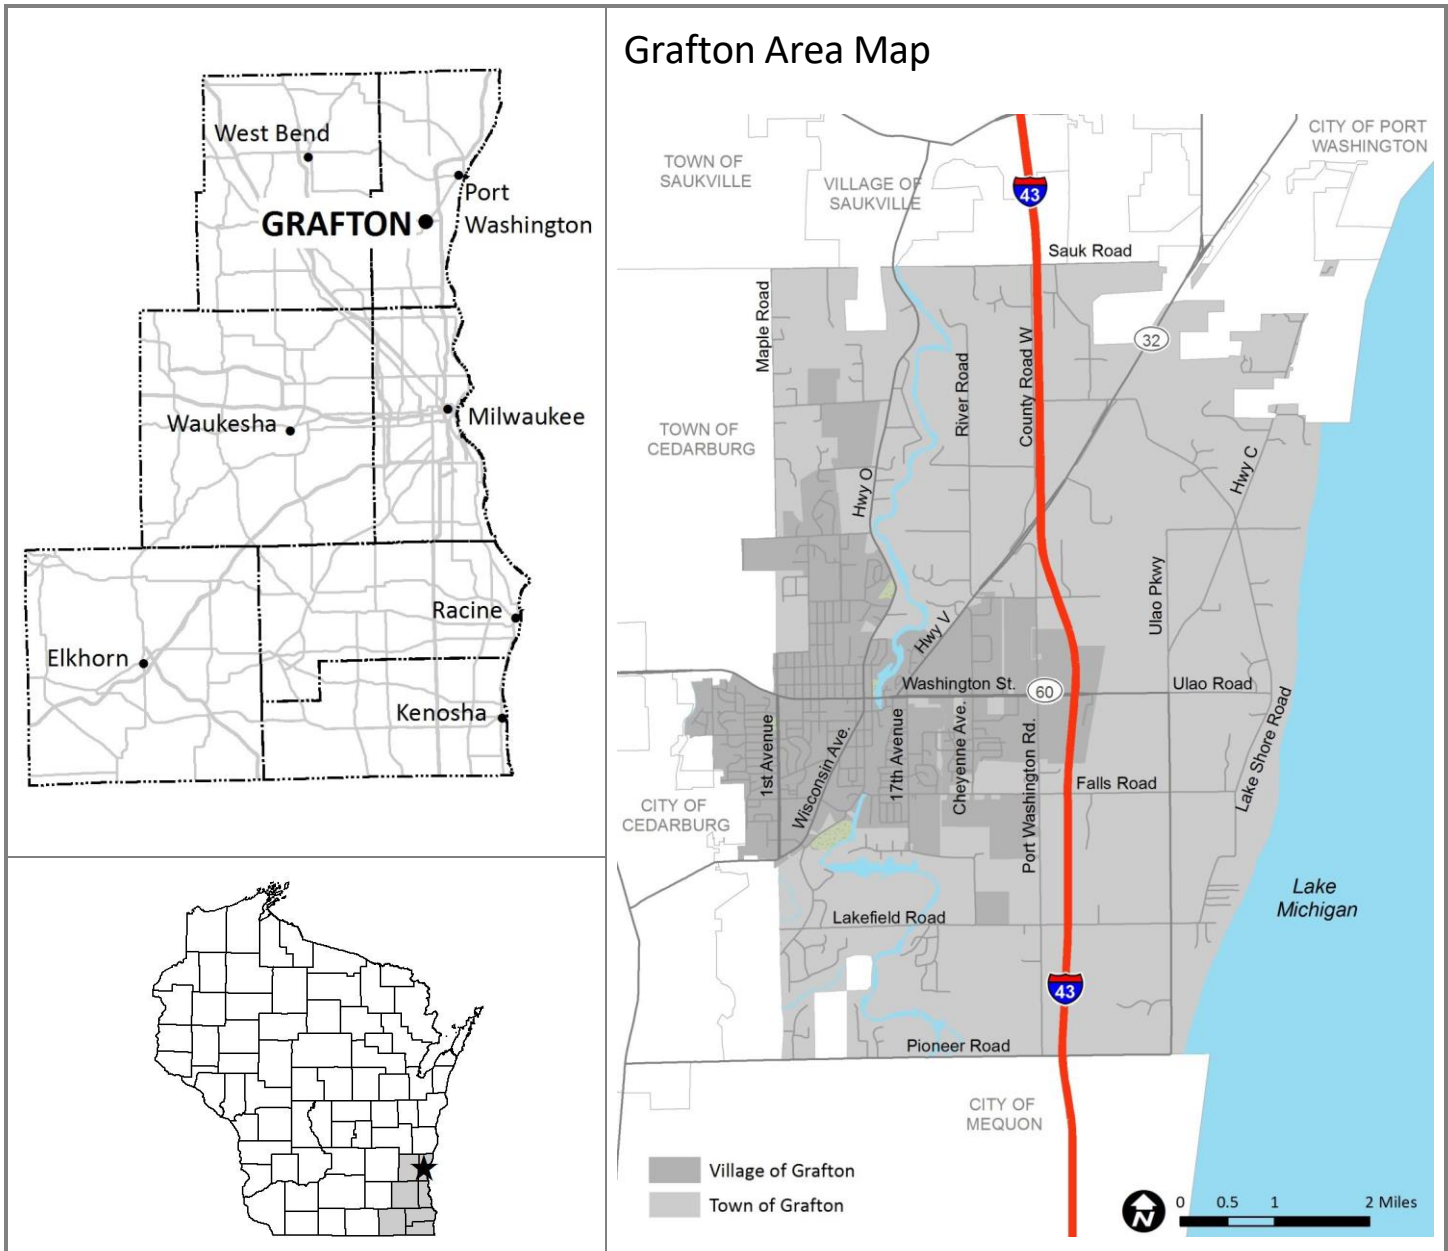 Grafton Area Map
West Bend
Port
Washington
GRAFTON
Waukesha
Milwaukee
Racine
Elkhorn
Kenosha
CITY OF PORT
WASHINGTON
TOWN OF
SAUKVILLE
VILLAGE OF
SAUKVILLE
43
Sauk Road
Maple Road
32
River Road
County Road W
TOWN OF
CEDARBURG
Hwy O
Hwy C
Ulao Pkwy
Hwy V
Washington St.
60
Ulao Road
1st Avenue
Wisconsin Ave.
17th Avenue
Cheyenne Ave.
Port Washington Rd.
Lake Shore Road
Falls Road
CITY OF
CEDARBURG
Lake
Michigan
Lakefield Road
43
Pioneer Road
CITY OF
MEQUON
Village of Grafton
Town of Grafton
N
0 0.5 1 2 Miles